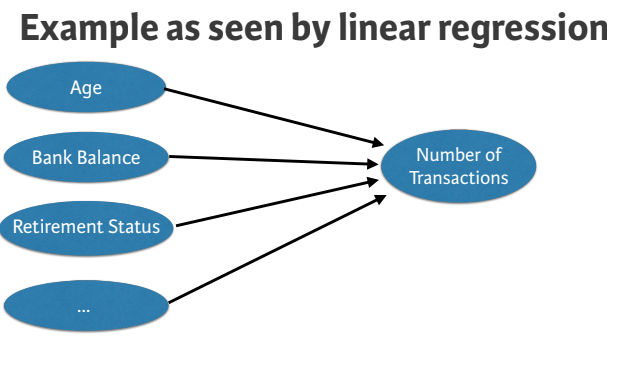 Example as seen by linear regression
Age
Bank Balance
Number of
Transactions
Retirement Status
...